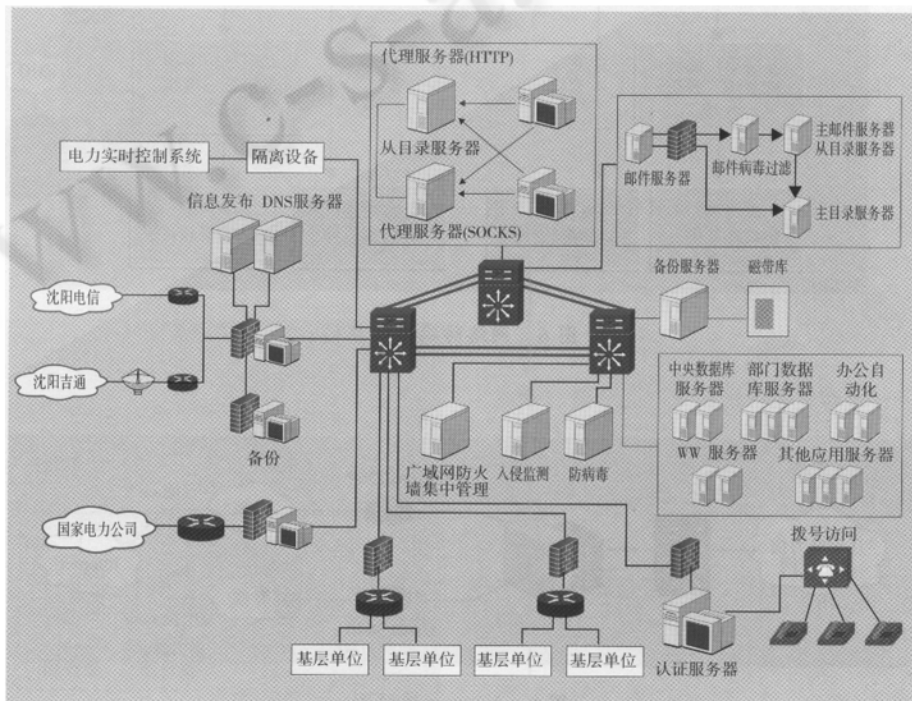 www.c-s-a
代理服务器(HTTP)
从目录服务器
代理服务器(SOCKS)
主邮件服务器
从目录服务器
邮件服务器
邮件病毒过滤
主目录服务器
电力实时控制系统
隔离设备
信息发布 DNS服务器
备份服务器
磁带库
沈阳电信
沈阳吉通
备份
中央数据库
服务器
部门数据
库服务器
办公自
动化
WW 服务器
其他应用服务器
广域网防火
墙集中管理
入侵监测
防病毒
国家电力公司
拨号访问
基层单位
基层单位
基层单位
基层单位
认证服务器